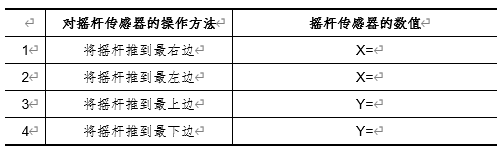 对摇杆传感器的操作方法 摇杆传感器的数值
1 将摇杆推到最右边 X=
2 将摇杆推到最左边 X=
3 将摇杆推到最上边 Y=
4 将摇杆推到最下边 Y=